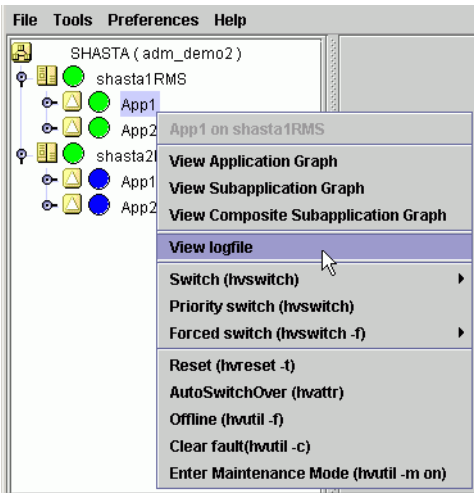 File Tools Preferences Help
SHASTA ( adm_demo2 )
shasta1RMS
App1
App2
App1 on shasta1RMS
View Application Graph
View Subapplication Graph
View Composite Subapplication Graph
View logfile
Switch (hvswitch)
Priority switch (hvswitch)
Forced switch (hvswitch -f)
Reset (hvreset -t)
AutoSwitchOver (hvattr)
Offline (hvutil -f)
Clear fault(hvutil -c)
Enter Maintenance Mode (hvutil -m on)
shasta2
App1
App2